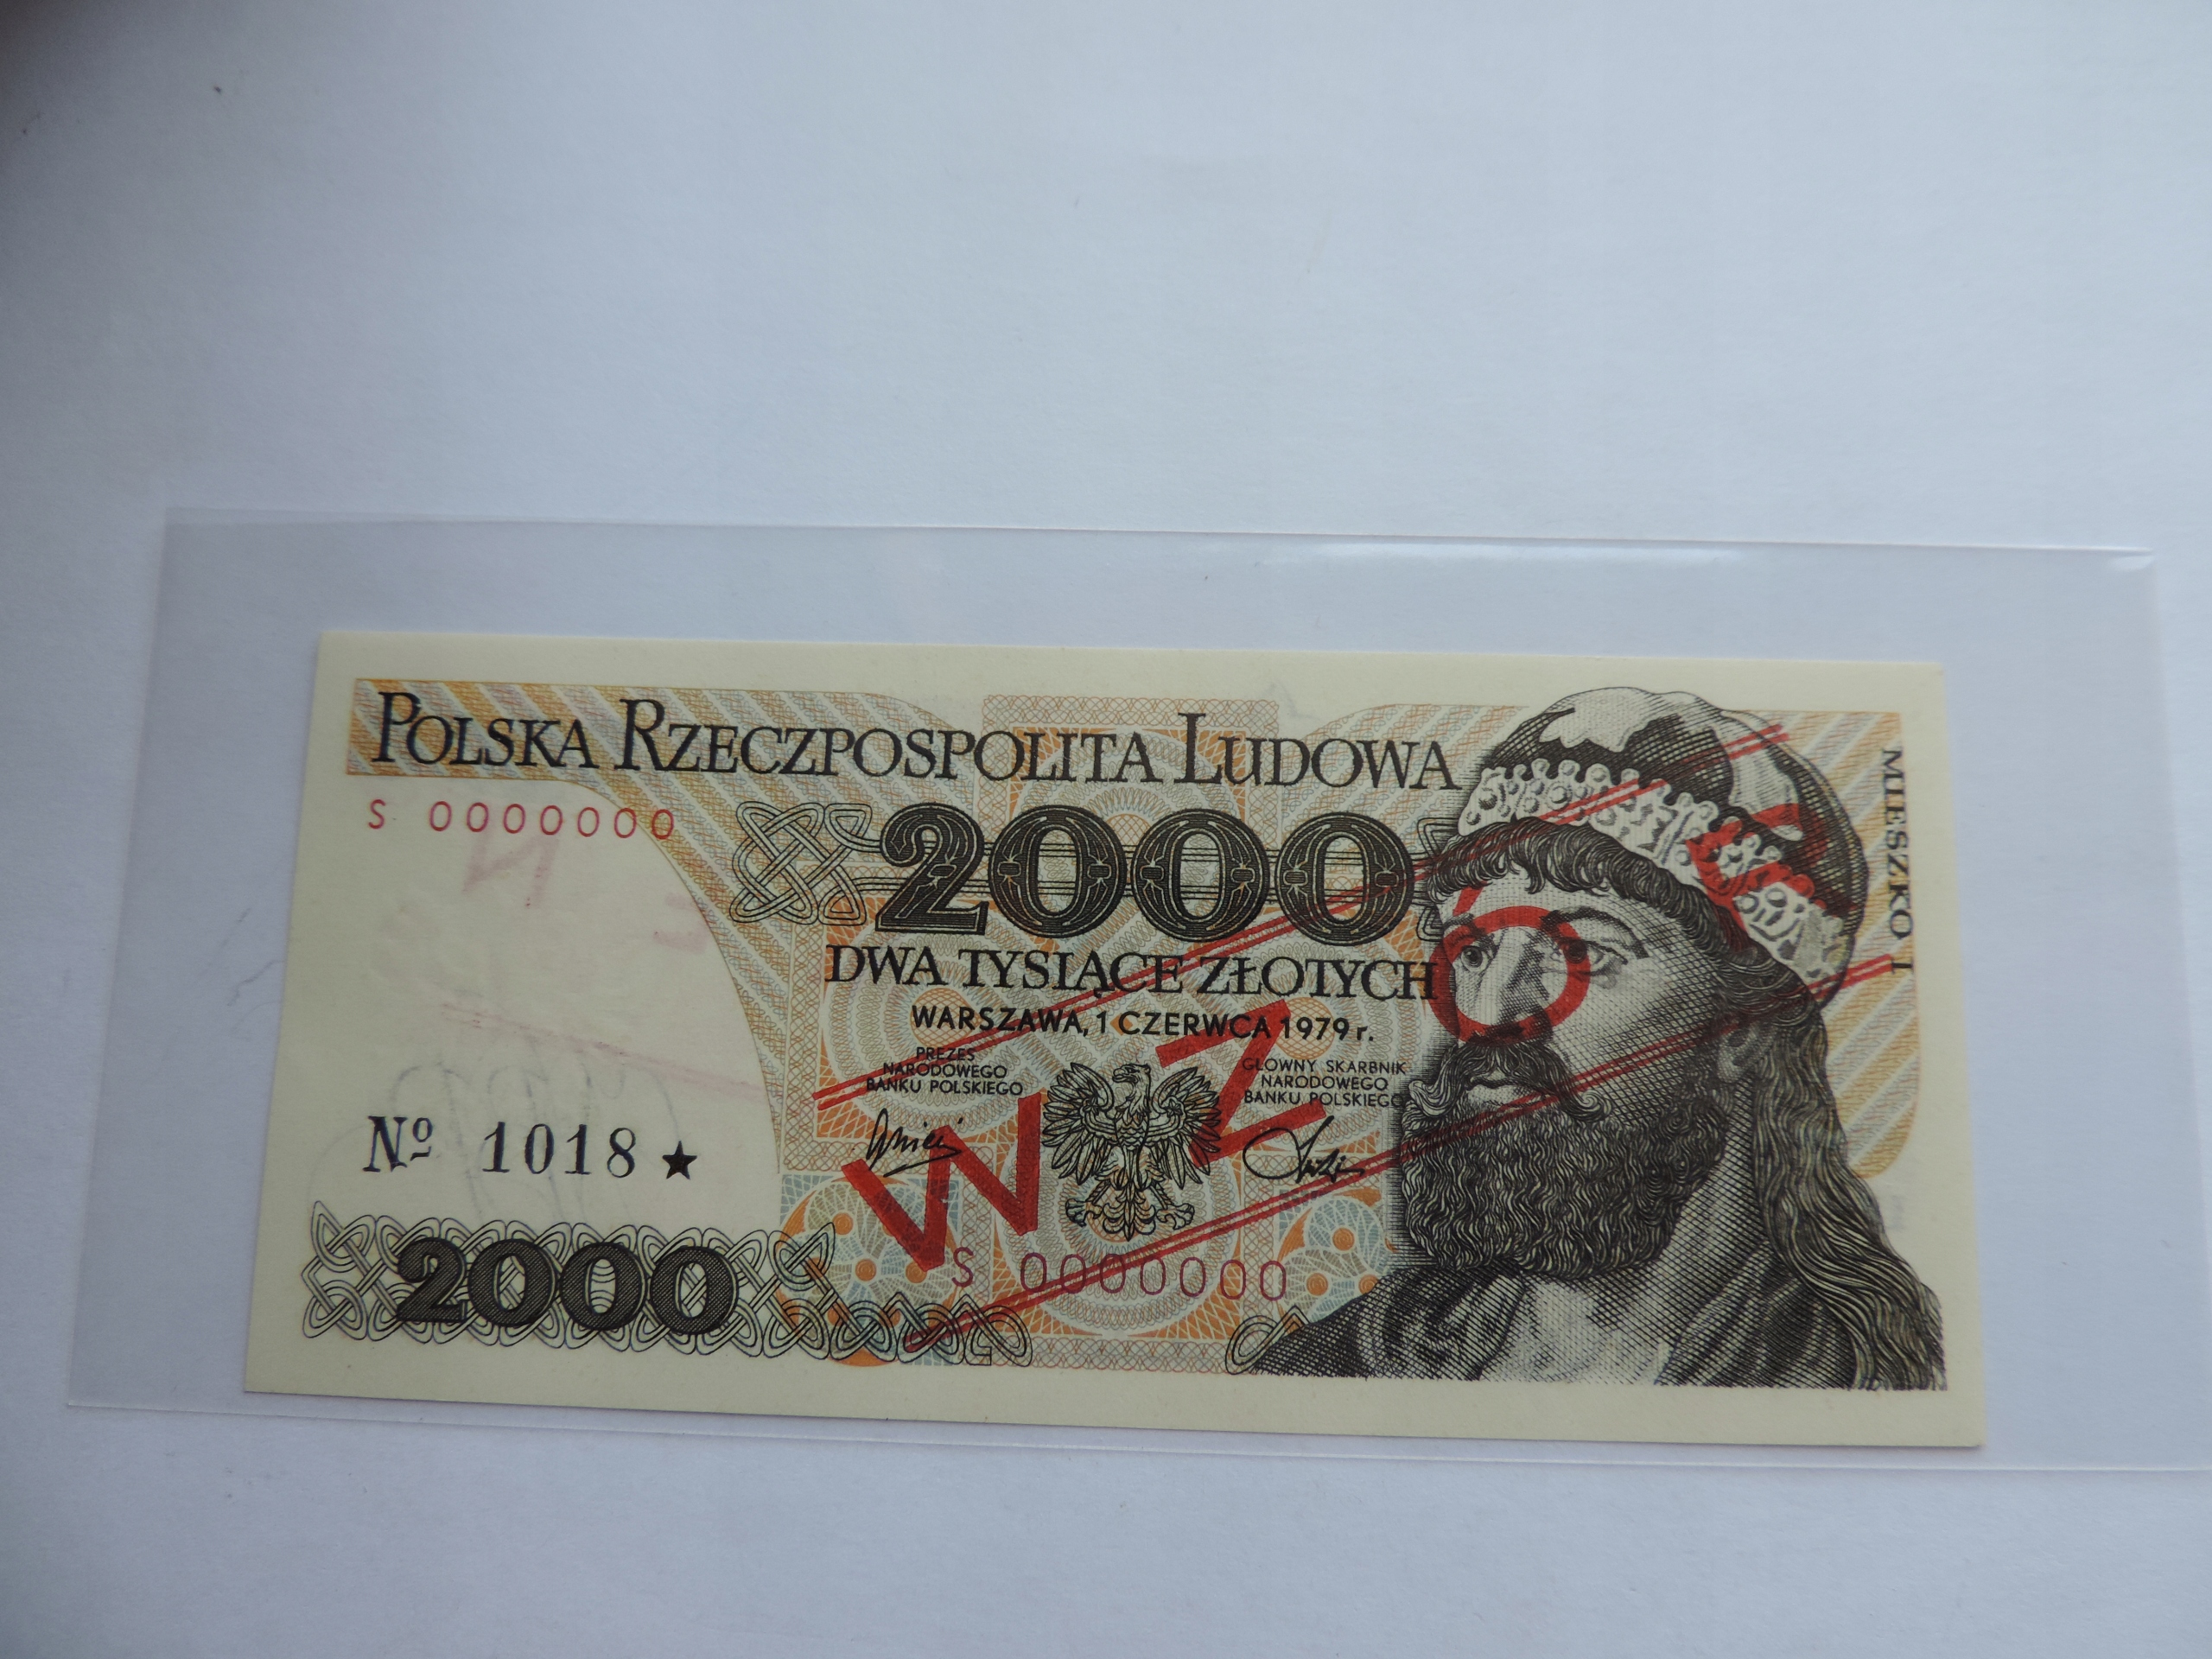 POLSKA RZECZPOSPOLITA LUDOWA
S 0000000
2000
DWA TYSIĄCE ZŁOTYCH
WARSZAWA, 1 CZERWCA 1979 r.
PREZES
NARODOWEGO
BANKU POLSKIEGO
GŁOWNY SKARBNIK
NARODOWEGO
BANKU POLSKIEGO
MIESZKO I
WZÓR
№ 1018 ★
S 0000000
2000